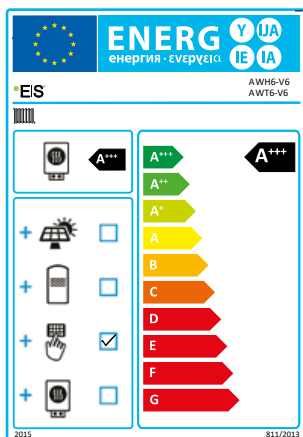 ENERG Y IJA
енергия · ενεργεια IE IA
AWH6-V6
•EIS AWT6-V6
A+++
A+++ A+++
A++
A+
A
B
+ C
D
+ E
F
+ G
2015 811/2013